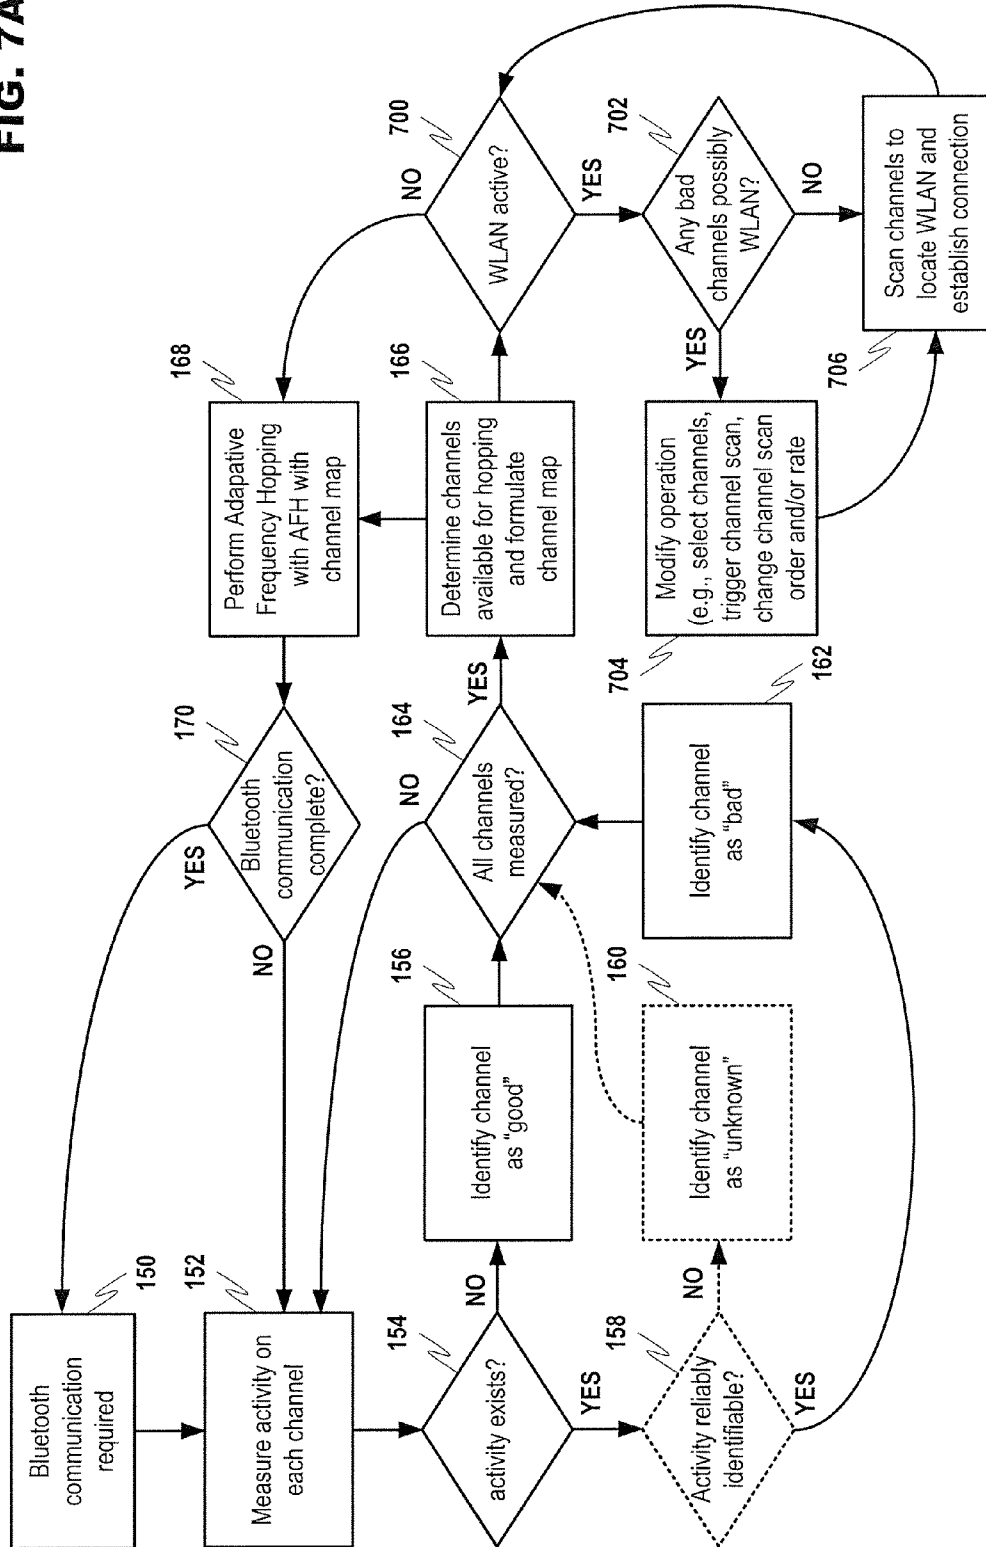 FIG. 7A
Bluetooth
communication
required
150
Measure activity on
each channel
152
activity exists?
154
NO
YES
Identify channel
as “good”
156
Activity reliably
identifiable?
158
NO
YES
Identify channel
as “unknown”
160
Identify channel
as “bad”
162
All channels
measured?
164
NO
YES
Determine channels
available for hopping
and formulate
channel map
166
Perform Adapative
Frequency Hopping
with AFH with
channel map
168
Bluetooth
communication
complete?
170
YES
NO
WLAN active?
700
NO
YES
Any bad
channels possibly
WLAN?
702
YES
NO
Modify operation
(e.g., select channels,
trigger channel scan,
change channel scan
order and/or rate
704
Scan channels to
locate WLAN and
establish connection
706